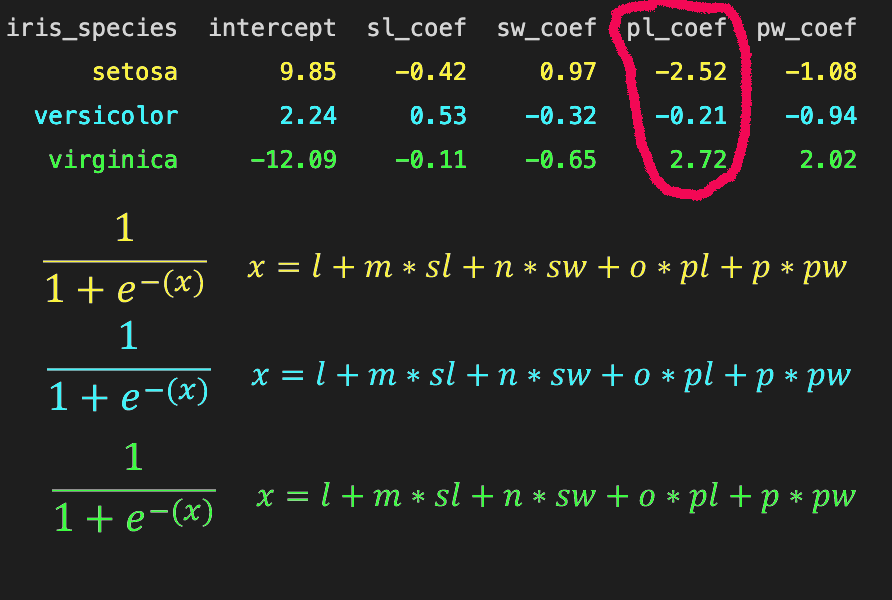 iris_species intercept sl_coef sw_coef pl_coef pw_coef
setosa 9.85 -0.42 0.97 -2.52 -1.08
versicolor 2.24 0.53 -0.32 -0.21 -0.94
virginica -12.09 -0.11 -0.65 2.72 2.02
1
1 + e^−(x) x = l + m ∗ sl + n ∗ sw + o ∗ pl + p ∗ pw
1
1 + e^−(x) x = l + m ∗ sl + n ∗ sw + o ∗ pl + p ∗ pw
1
1 + e^−(x) x = l + m ∗ sl + n ∗ sw + o ∗ pl + p ∗ pw